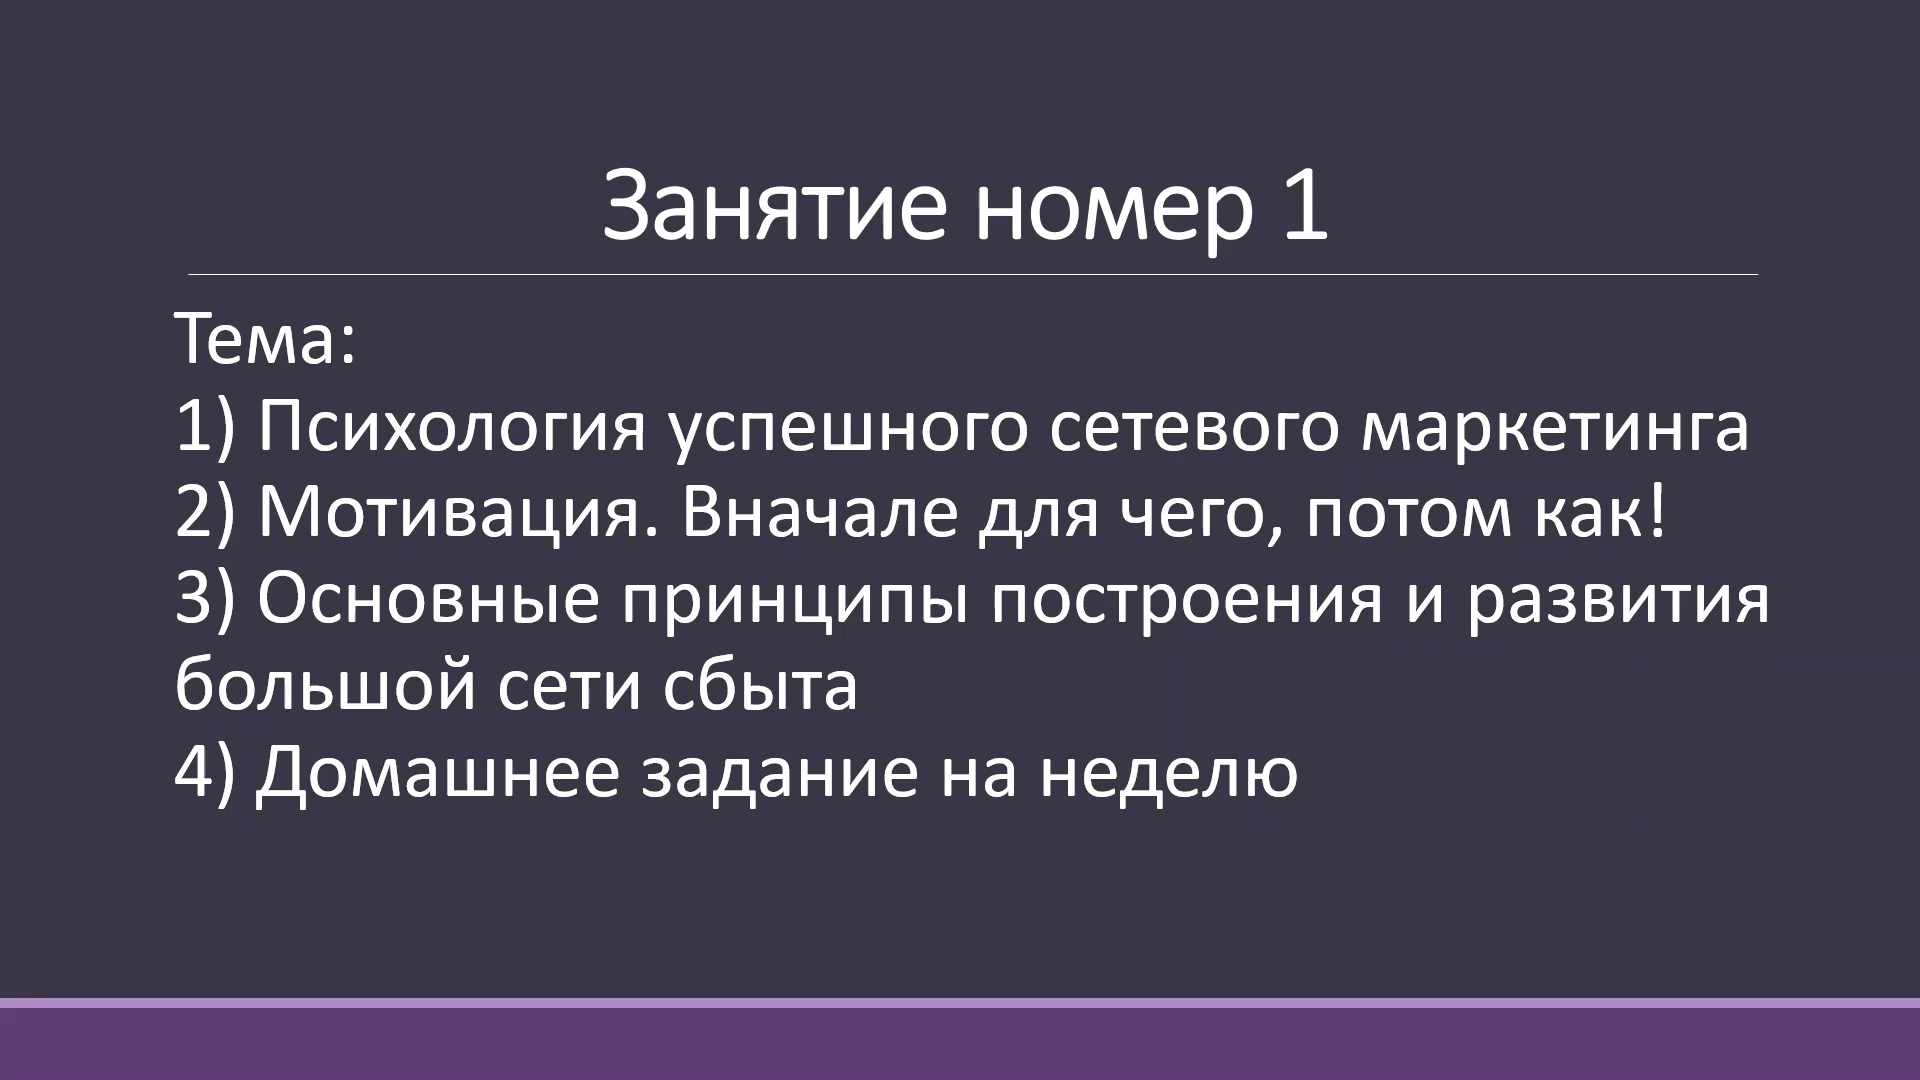 Занятие номер 1
Тема:
1) Психология успешного сетевого маркетинга
2) Мотивация. Вначале для чего, потом как!
3) Основные принципы построения и развития
большой сети сбыта
4) Домашнее задание на неделю